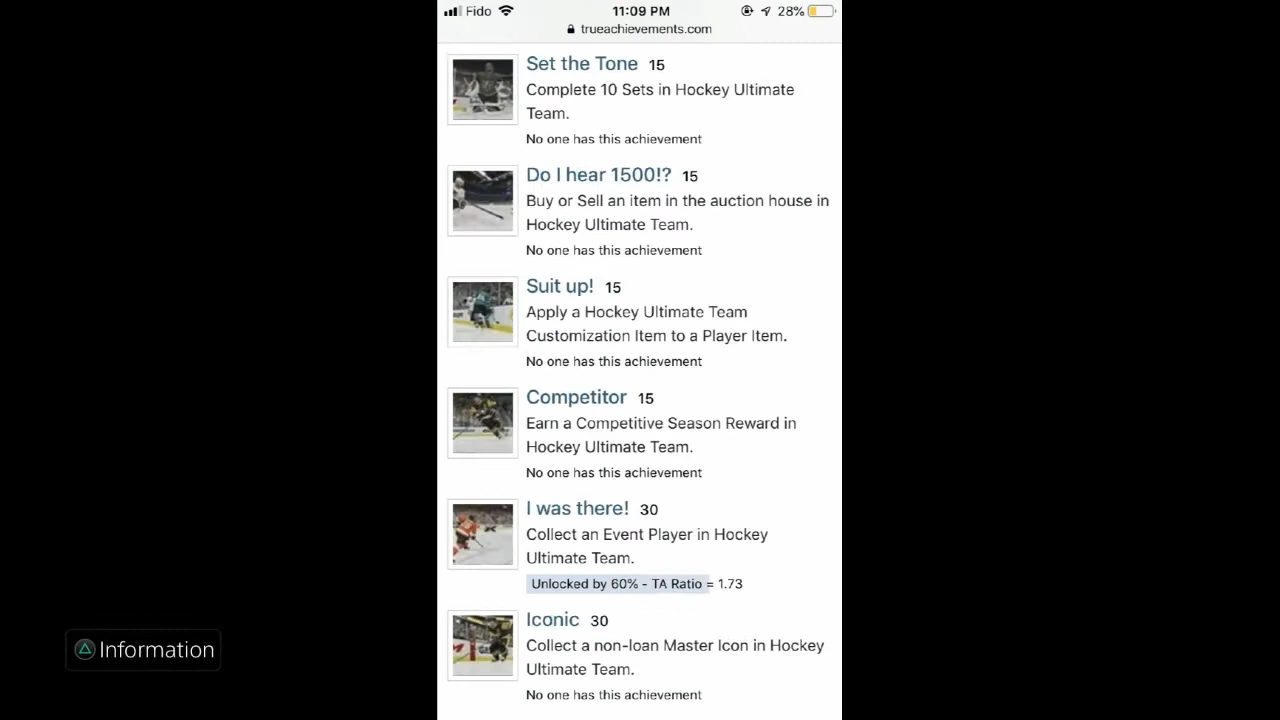 Fido 11:09 PM 28%
trueachievements.com
Set the Tone 15
Complete 10 Sets in Hockey Ultimate
Team.
No one has this achievement
Do I hear 1500!? 15
Buy or Sell an item in the auction house in
Hockey Ultimate Team.
No one has this achievement
Suit up! 15
Apply a Hockey Ultimate Team
Customization Item to a Player Item.
No one has this achievement
Competitor 15
Earn a Competitive Season Reward in
Hockey Ultimate Team.
No one has this achievement
I was there! 30
Collect an Event Player in Hockey
Ultimate Team.
Unlocked by 60% - TA Ratio = 1.73
Iconic 30
Collect a non-loan Master Icon in Hockey
Ultimate Team.
No one has this achievement
Information